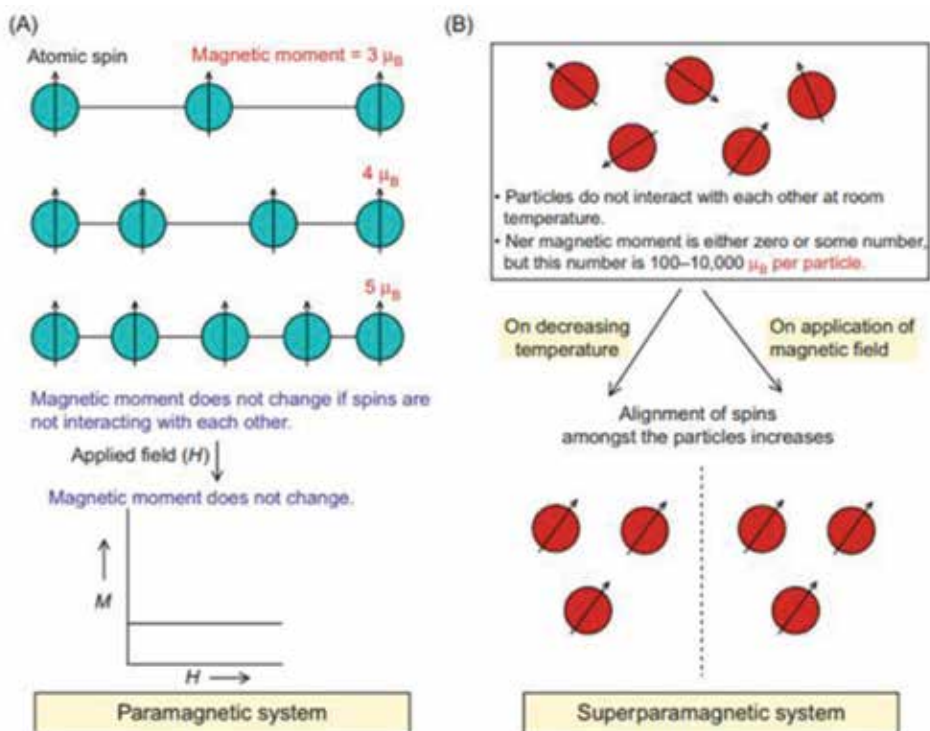 (A)
Atomic spin
Magnetic moment = 3 μB
4 μB
5 μB
Magnetic moment does not change if spins are
not interacting with each other.
Applied field (H)
Magnetic moment does not change.
M
H
Paramagnetic system
(B)
• Particles do not interact with each other at room
temperature.
• Ner magnetic moment is either zero or some number,
but this number is 100–10,000 μB per particle.
On decreasing
temperature
On application of
magnetic field
Alignment of spins
amongst the particles increases
Superparamagnetic system